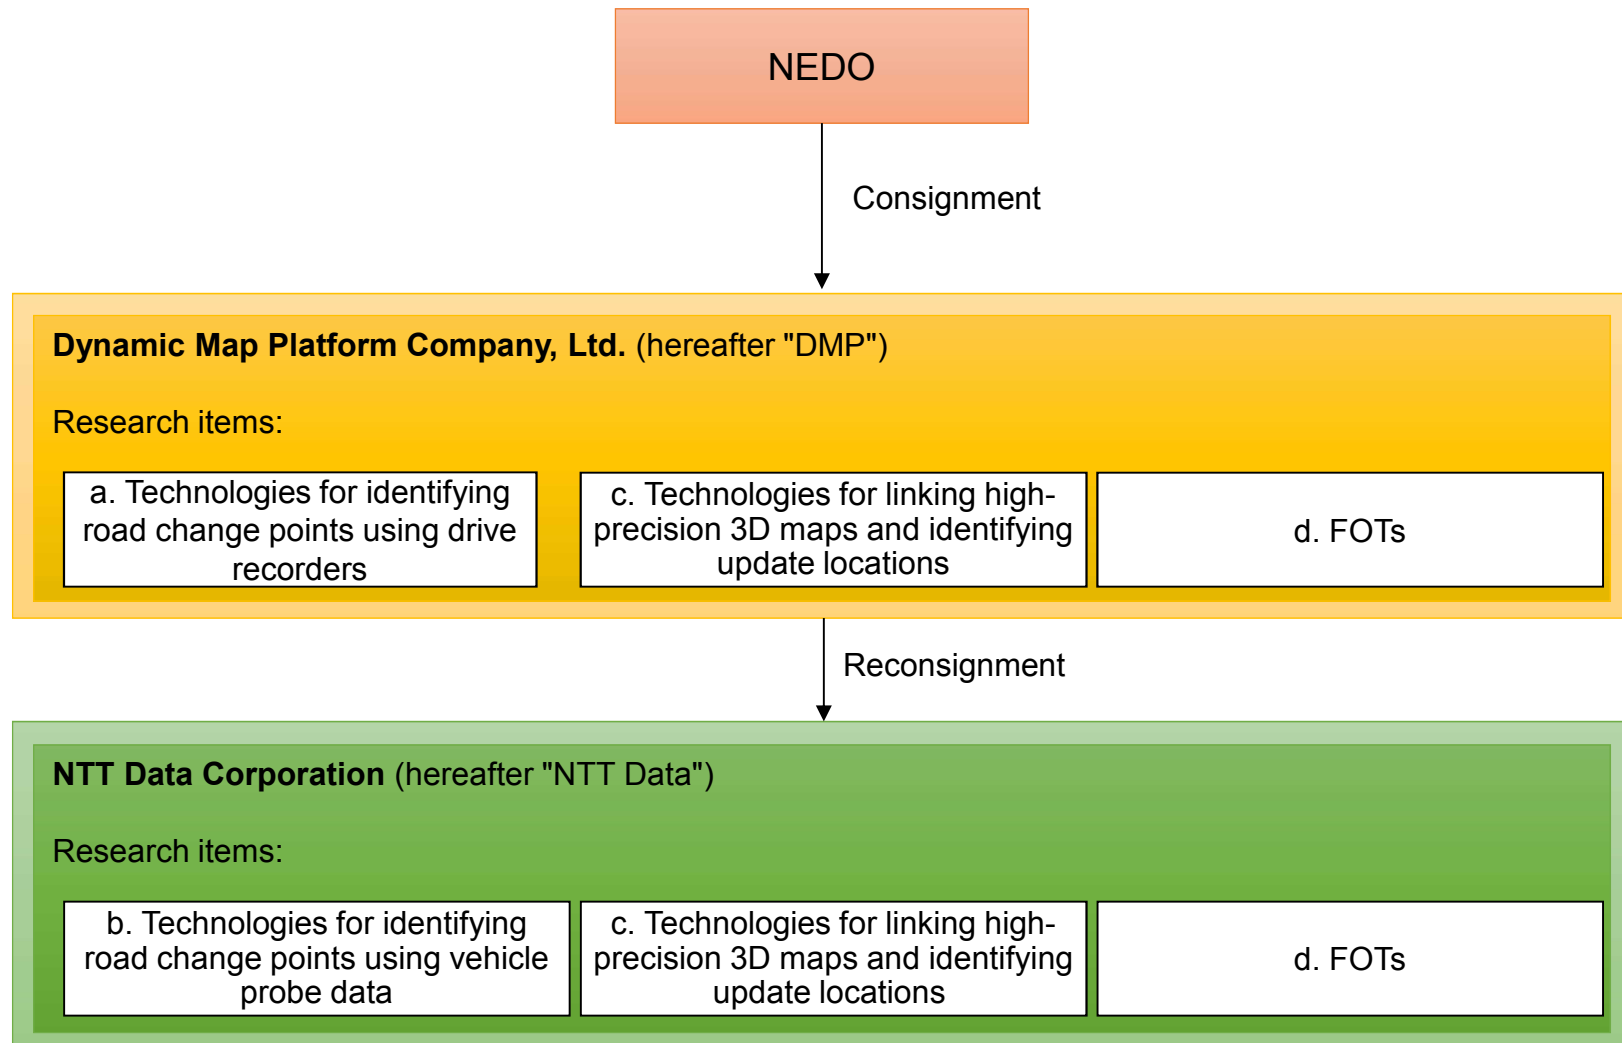 NEDO
Consignment
Dynamic Map Platform Company, Ltd. (hereafter "DMP")
Research items:
a. Technologies for identifying
road change points using drive
recorders
c. Technologies for linking high-
precision 3D maps and identifying
update locations
d. FOTs
Reconsignment
NTT Data Corporation (hereafter "NTT Data")
Research items:
b. Technologies for identifying
road change points using vehicle
probe data
c. Technologies for linking high-
precision 3D maps and identifying
update locations
d. FOTs